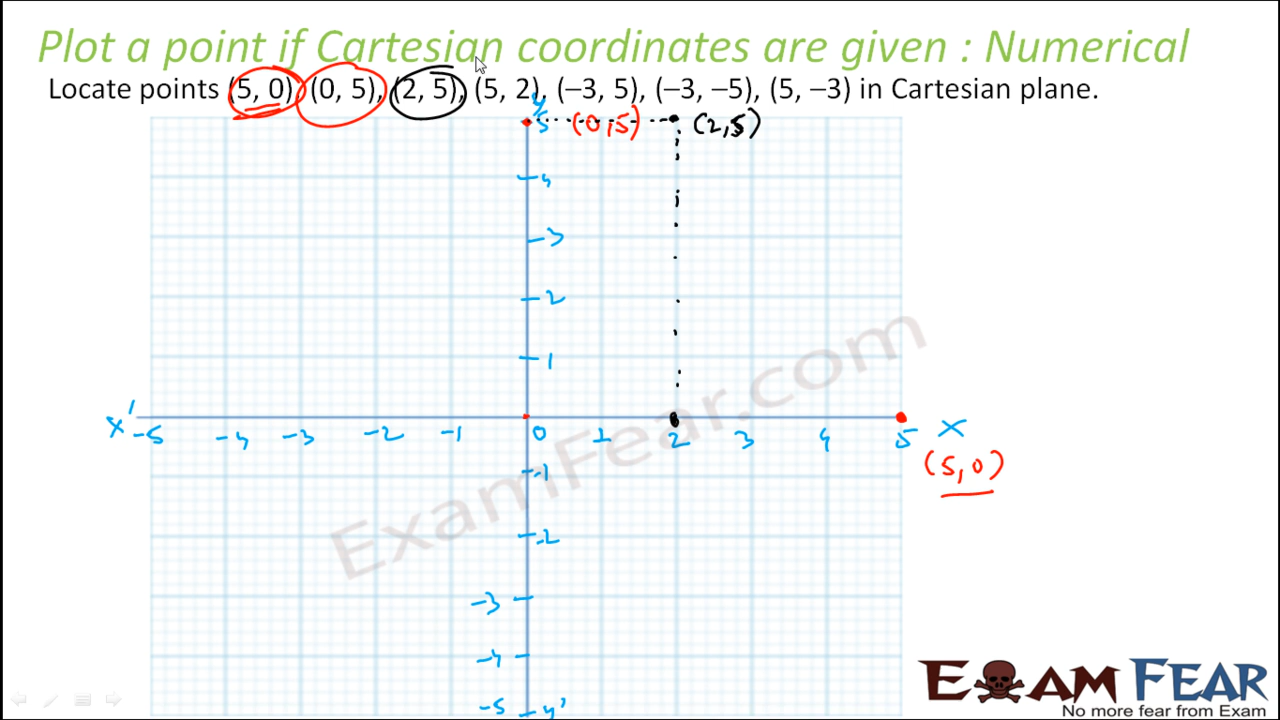 Plot a point if Cartesian coordinates are given : Numerical
Locate points (5, 0), (0, 5), (2, 5), (5, 2), (−3, 5), (−3, −5), (5, −3) in Cartesian plane.
y
5 (0,5) (2,5)
4
3
2
1
x' -5 -4 -3 -2 -1 0 1 2 3 4 5 x
(5,0)
-1
-2
-3
-4
-5 y'
ExamFear.com
EXAM FEAR
No more fear from Exam